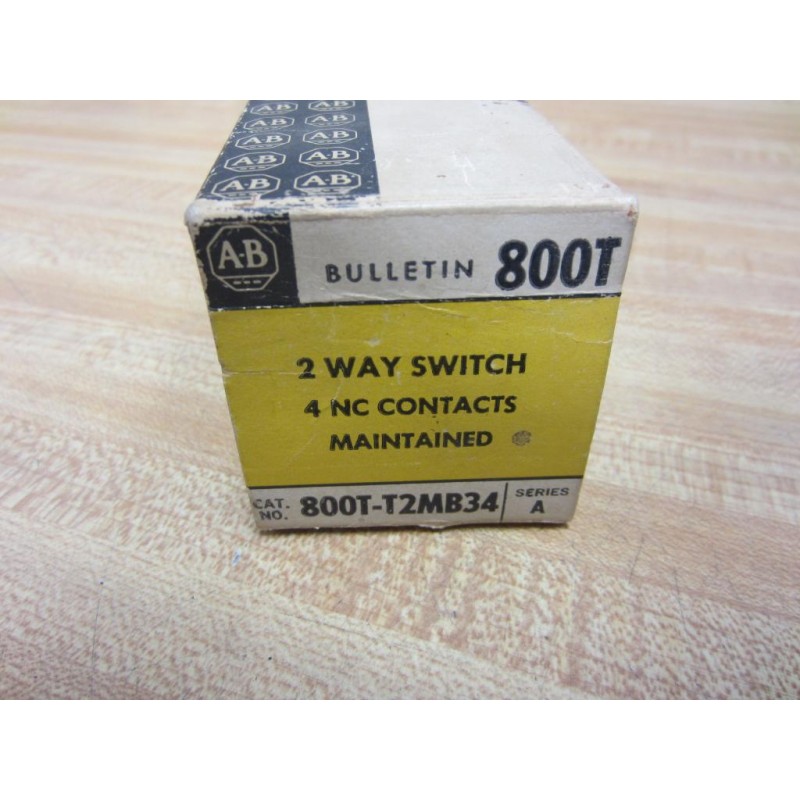 A-B A-B
A-B A-B
A-B A-B
A-B A-B
A-B A-B
A-B
BULLETIN 800T
2 WAY SWITCH
4 NC CONTACTS
MAINTAINED
CAT. NO. 800T-T2MB34
SERIES A